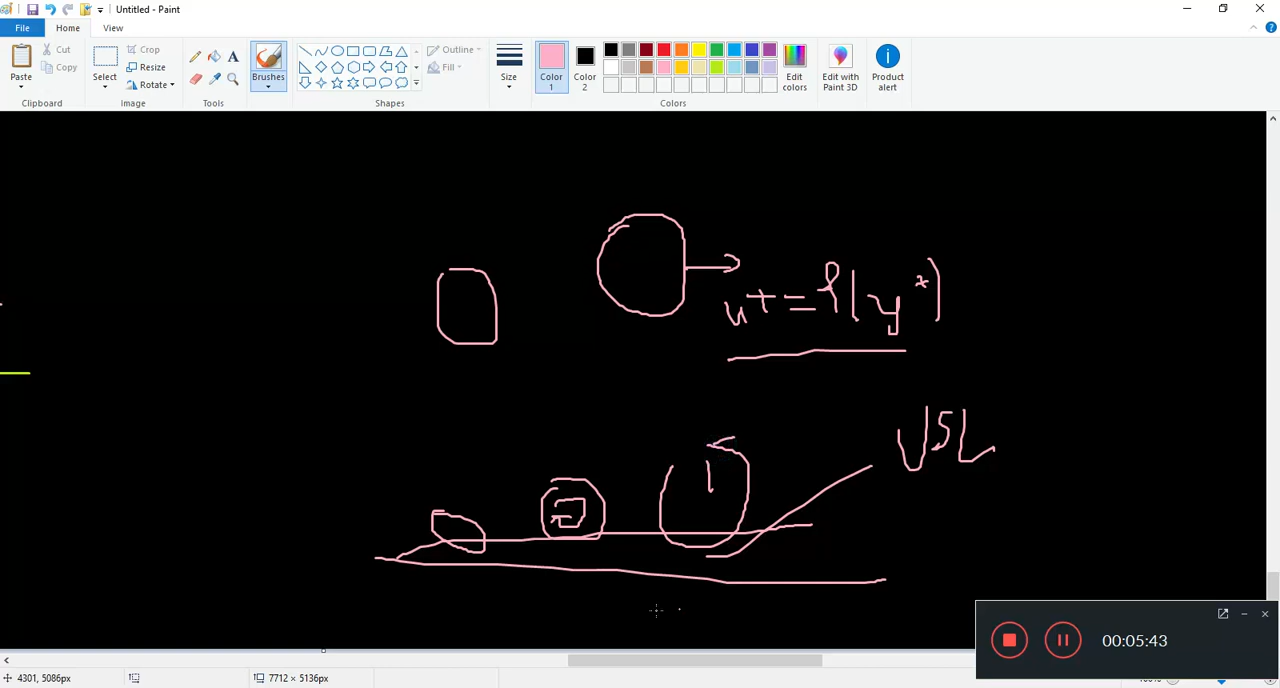 Untitled - Paint
File
Home
View
Paste
Cut
Copy
Clipboard
Select
Crop
Resize
Rotate
Image
Tools
Brushes
Shapes
Outline
Fill
Size
Color 1
Color 2
Colors
Edit colors
Edit with Paint 3D
Product alert
u+=f(y*)
VSL
00:05:43
4301, 5086px
7712 × 5136px